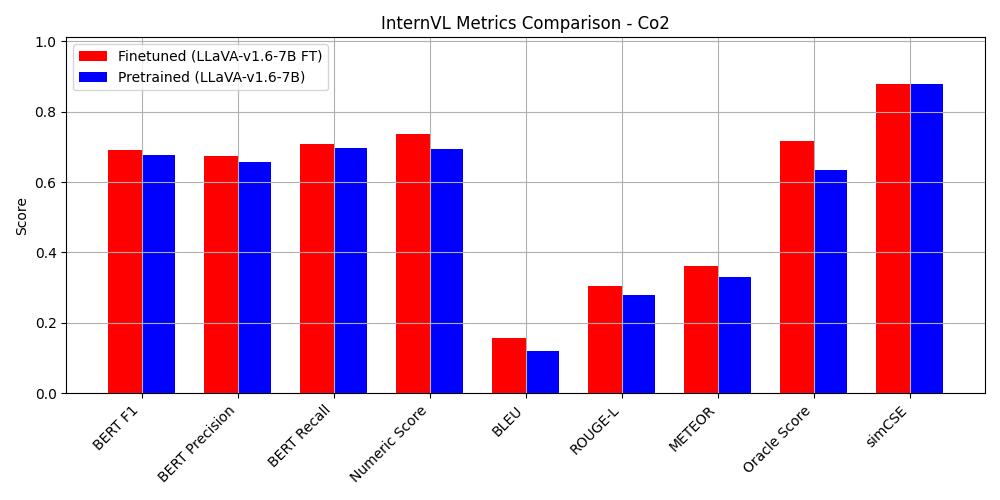 InternVL Metrics Comparison - Co2
Finetuned (LLaVA-v1.6-7B FT)
Pretrained (LLaVA-v1.6-7B)
Score
1.0
0.8
0.6
0.4
0.2
0.0
BERT F1
BERT Precision
BERT Recall
Numeric Score
BLEU
ROUGE-L
METEOR
Oracle Score
simCSE